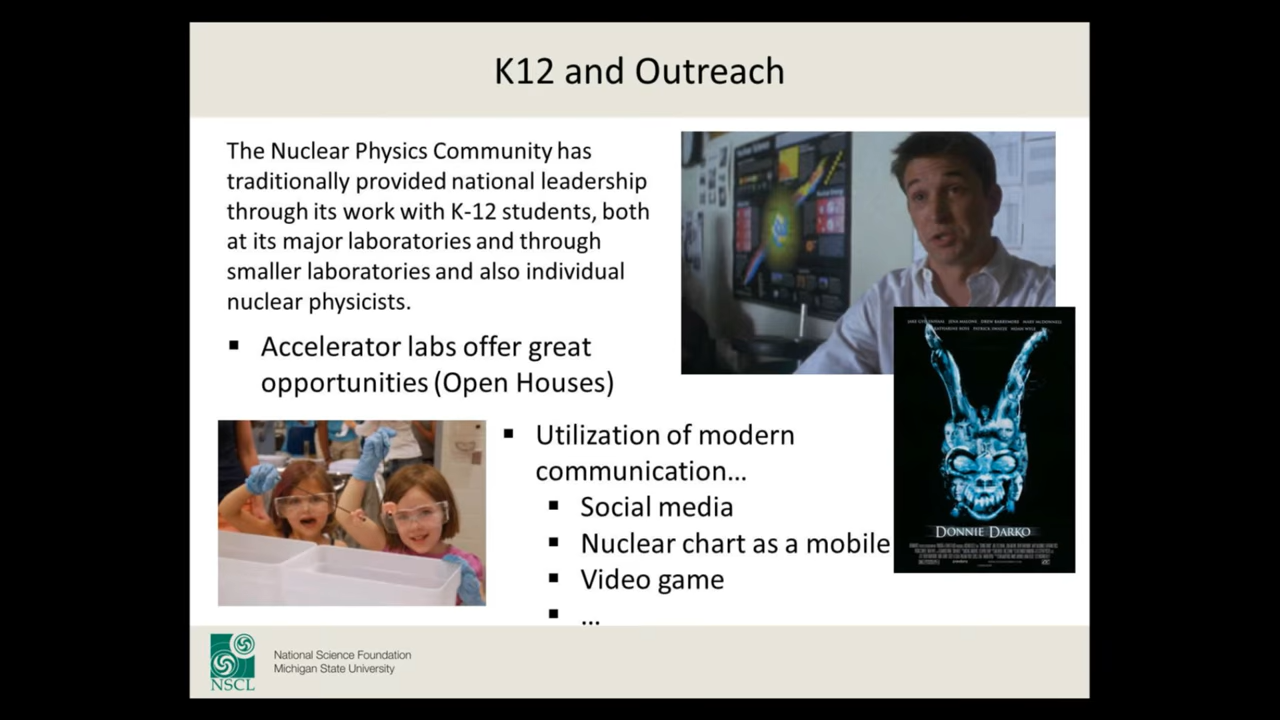 K12 and Outreach
The Nuclear Physics Community has
traditionally provided national leadership
through its work with K-12 students, both
at its major laboratories and through
smaller laboratories and also individual
nuclear physicists.
▪ Accelerator labs offer great
opportunities (Open Houses)
▪ Utilization of modern
communication…
▪ Social media
▪ Nuclear chart as a mobile
▪ Video game
▪ …
DONNIE DARKO
NSCL
National Science Foundation
Michigan State University